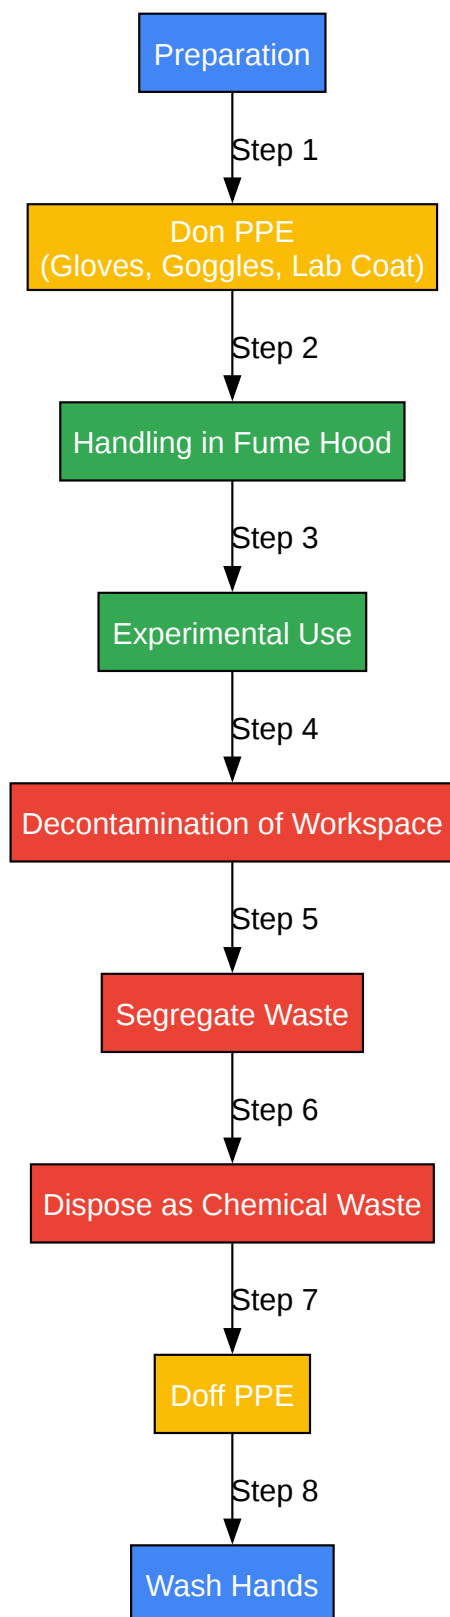 Preparation
Step 1
Don PPE
(Gloves, Goggles, Lab Coat)
Step 2
Handling in Fume Hood
Step 3
Experimental Use
Step 4
Decontamination of Workspace
Step 5
Segregate Waste
Step 6
Dispose as Chemical Waste
Step 7
Doff PPE
Step 8
Wash Hands